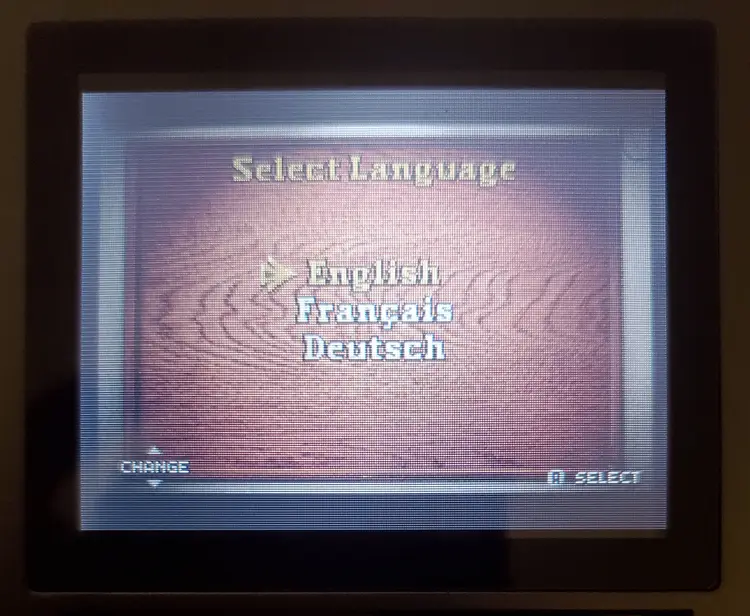 Select Language
English
Français
Deutsch
CHANGE
A SELECT